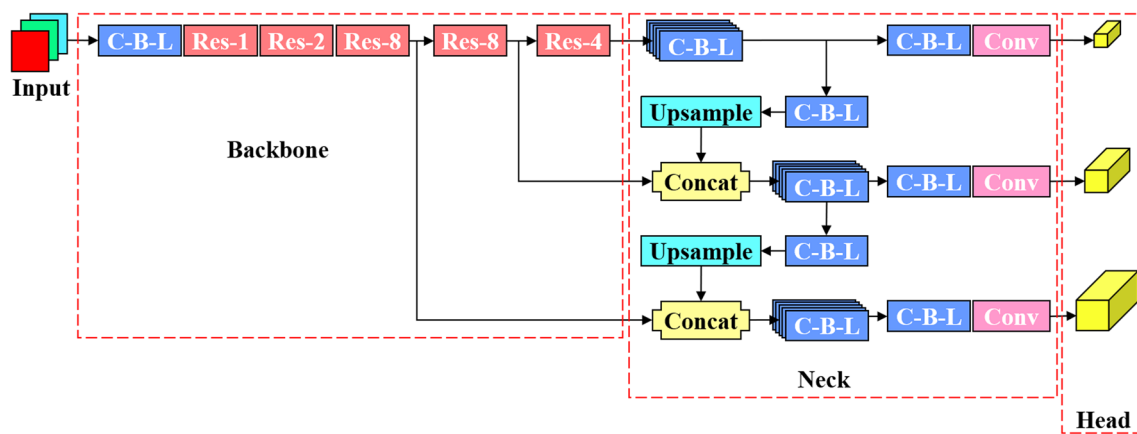 C-B-L Res-1 Res-2 Res-8 Res-8 Res-4 C-B-L C-B-L Conv
Input
Upsample C-B-L
Backbone
Concat C-B-L C-B-L Conv
Upsample C-B-L
Concat C-B-L C-B-L Conv
Neck
Head